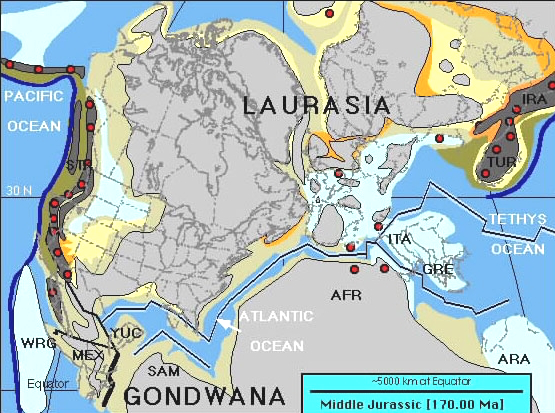 LAURASIA
IRA
PACIFIC
OCEAN
TUR
30 N
TETHYS
OCEAN
ITA
GRE
AFR
ATLANTIC
OCEAN
WRG
MEX
YUC
SAM
ARA
Equator
GONDWANA
~5000 km at Equator
Middle Jurassic [170.00 Ma]